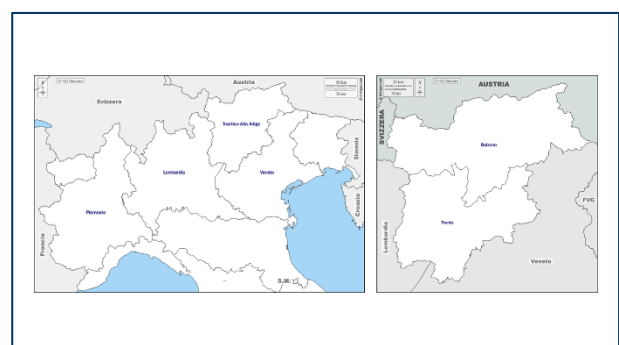 Austria
Svizzera
Trentino-Alto Adige
Slovenia
Lombardia
Veneto
Piemonte
Croazia
Francia
S.M.
AUSTRIA
SVIZZERA
Bolzano
Trento
Lombardia
Veneto
FVG